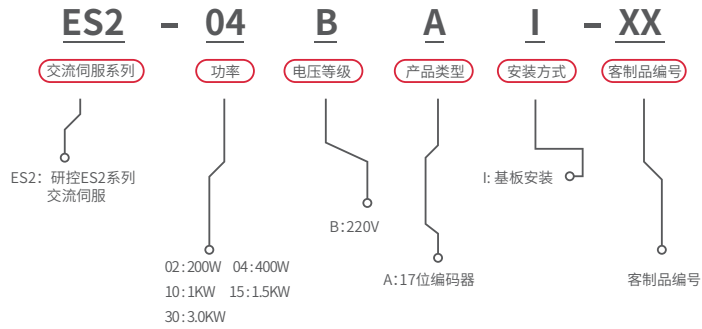 ES2 - 04 B A I - XX
交流伺服系列 功率 电压等级 产品类型 安装方式 客制品编号
ES2：研控ES2系列
交流伺服
I: 基板安装
B:220V
02:200W 04:400W
10:1KW 15:1.5KW
30:3.0KW
A:17位编码器
客制品编号